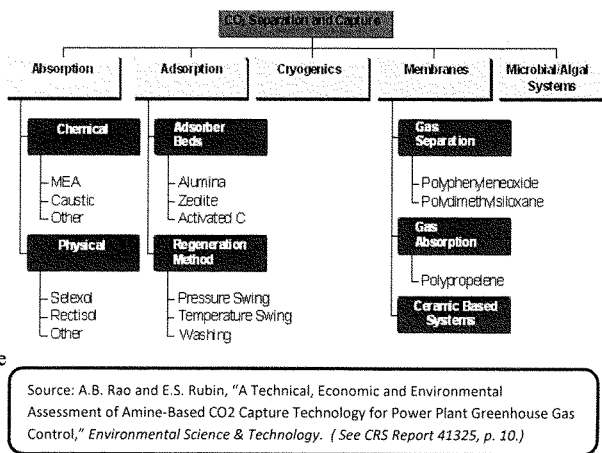 CO2 Separation and Capture
Absorption
Adsorption
Cryogenics
Membranes
Microbial/Algal
Systems
Chemical
MEA
Caustic
Other
Physical
Selexol
Rectisol
Other
Adsorber
Beds
Alumina
Zeolite
Activated C
Regeneration
Method
Pressure Swing
Temperature Swing
Washing
Gas
Separation
Polyphenyleneoxide
Polydimethylsiloxane
Gas
Absorption
Polypropelene
Ceramic Based
Systems
e
Source: A.B. Rao and E.S. Rubin, "A Technical, Economic and Environmental
Assessment of Amine-Based CO2 Capture Technology for Power Plant Greenhouse Gas
Control," Environmental Science & Technology. ( See CRS Report 41325, p. 10.)